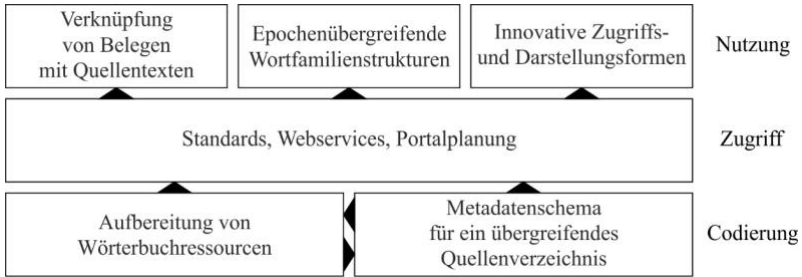 Verknüpfung
von Belegen
mit Quellentexten
Epochenübergreifende
Wortfamilienstrukturen
Innovative Zugriffs-
und Darstellungsformen
Nutzung
Standards, Webservices, Portalplanung
Zugriff
Aufbereitung von
Wörterbuchressourcen
Metadatenschema
für ein übergreifendes
Quellenverzeichnis
Codierung